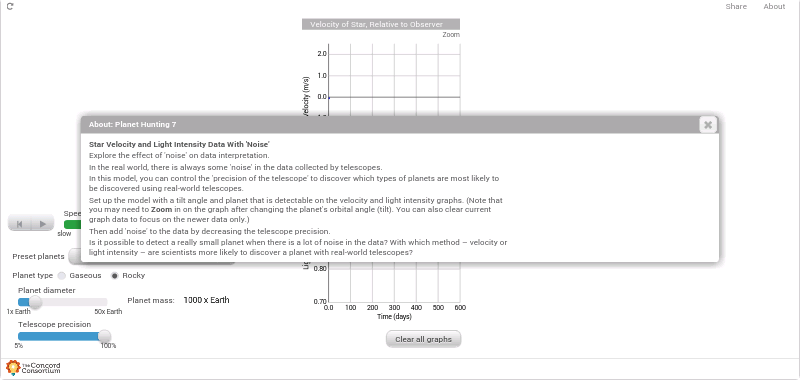 Share About
Velocity of Star, Relative to Observer
Zoom
2.0
1.0
0.0
About: Planet Hunting 7
Star Velocity and Light Intensity Data With 'Noise'
Explore the effect of 'noise' on data interpretation.
In the real world, there is always some 'noise' in the data collected by telescopes.
In this model, you can control the 'precision of the telescope' to discover which types of planets are most likely to
be discovered using real-world telescopes.
Set up the model with a tilt angle and planet that is detectable on the velocity and light intensity graphs. (Note that
you may need to Zoom in on the graph after changing the planet's orbital angle (tilt). You can also clear current
graph data to focus on the newer data only.)
Then add 'noise' to the data by decreasing the telescope precision.
Is it possible to detect a really small planet when there is a lot of noise in the data? With which method – velocity or
light intensity – are scientists more likely to discover a planet with real-world telescopes?
slow
Preset planets
Planet type Gaseous Rocky
Planet diameter
1x Earth 50x Earth
Planet mass: 1000 x Earth
Telescope precision
5% 100%
0.80
0.70
0.0 100 200 300 400 500 600
Time (days)
Clear all graphs
The Concord
Consortium